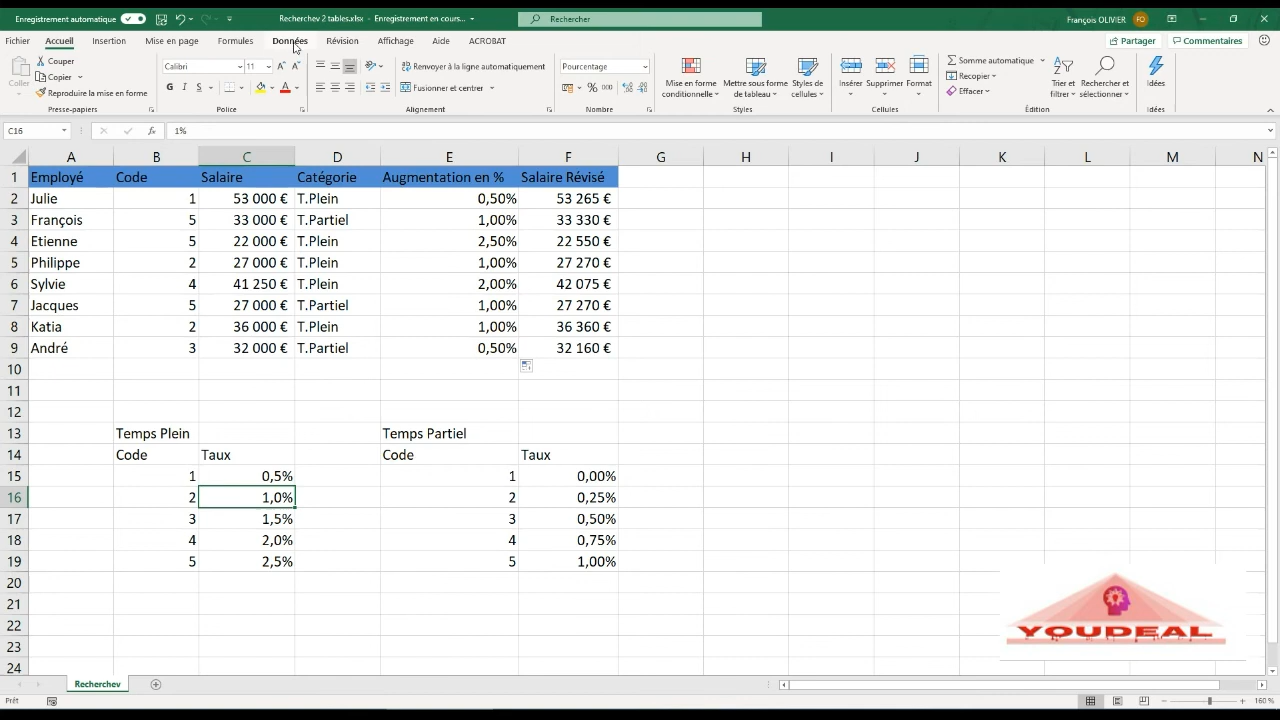 Enregistrement automatique
Recherchev 2 tables.xlsx - Enregistrement en cours...
Rechercher
François OLIVIER FO
Fichier Accueil Insertion Mise en page Formules Données Révision Affichage Aide ACROBAT
Partager Commentaires
Coller
Couper
Copier
Reproduire la mise en forme
Presse-papiers
Calibri 11
G I S
Police
Renvoyer à la ligne automatiquement
Fusionner et centrer
Alignement
Pourcentage
% 000
Nombre
Mise en forme conditionnelle
Mettre sous forme de tableau
Styles de cellules
Styles
Insérer Supprimer Format
Cellules
Somme automatique
Recopier
Effacer
Trier et filtrer
Rechercher et sélectionner
Édition
Idées
Idées
C16 fx 1%
A B C D E F G H I J K L M N
1 Employé Code Salaire Catégorie Augmentation en % Salaire Révisé
2 Julie 1 53 000 € T.Plein 0,50% 53 265 €
3 François 5 33 000 € T.Partiel 1,00% 33 330 €
4 Etienne 5 22 000 € T.Plein 2,50% 22 550 €
5 Philippe 2 27 000 € T.Plein 1,00% 27 270 €
6 Sylvie 4 41 250 € T.Plein 2,00% 42 075 €
7 Jacques 5 27 000 € T.Partiel 1,00% 27 270 €
8 Katia 2 36 000 € T.Plein 1,00% 36 360 €
9 André 3 32 000 € T.Partiel 0,50% 32 160 €
10
11
12
13 Temps Plein Temps Partiel
14 Code Taux Code Taux
15 1 0,5% 1 0,00%
16 2 1,0% 2 0,25%
17 3 1,5% 3 0,50%
18 4 2,0% 4 0,75%
19 5 2,5% 5 1,00%
20
21
22
23
24
YOUDEAL
Recherchev
Prêt
160 %